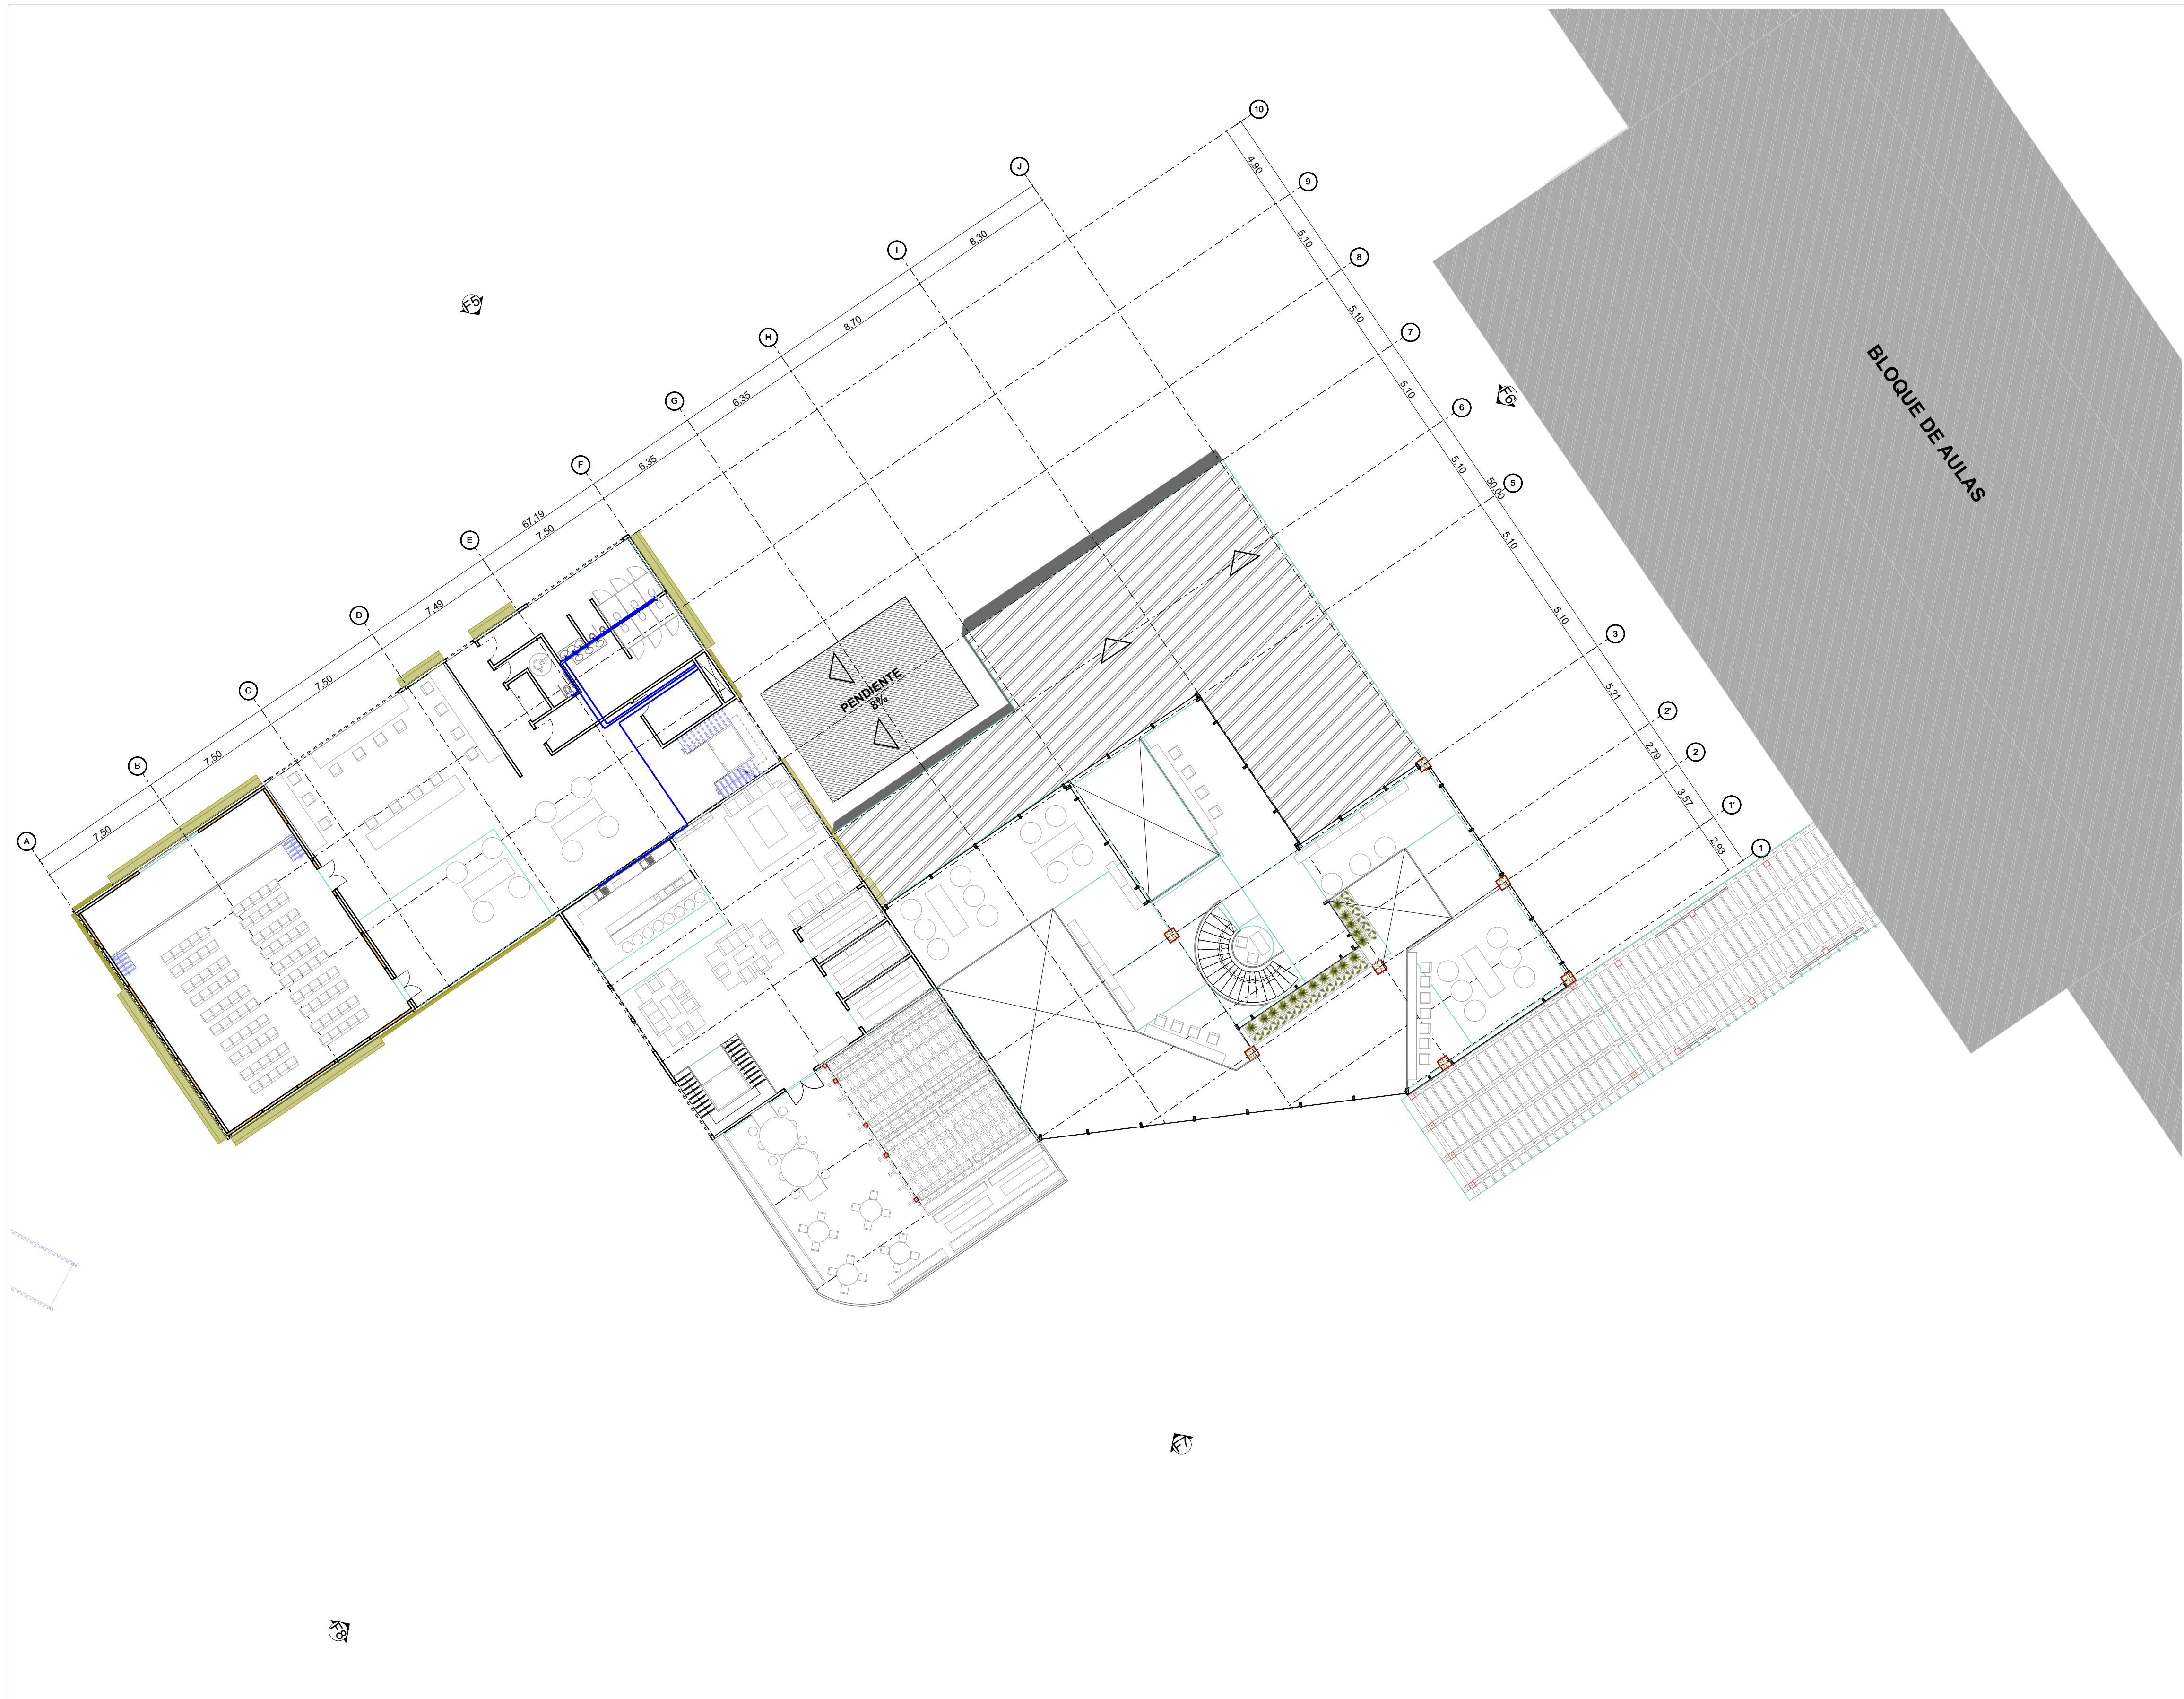 10
J
9
4,90
I
8,30
5,10
8
F5
H
8,70
5,10
7
F6
G
6,35
5,10
6
BLOQUE DE AULAS
F
6,35
5,10
5
50,00
E
67,19
7,50
5,10
D
7,49
5,10
3
C
7,50
PENDIENTE
8%
5,21
2'
B
7,50
2,79
2
A
7,50
3,57
1'
2,93
1
F7
F8